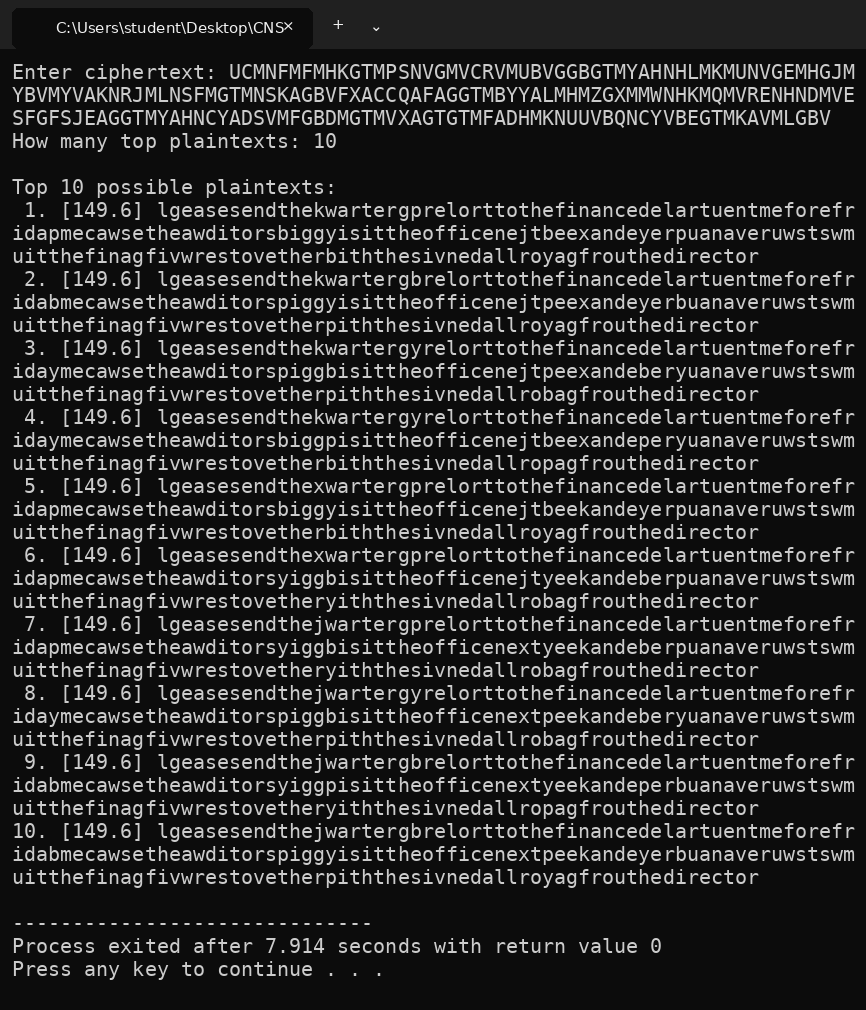 C:\Users\student\Desktop\CNS
Enter ciphertext: UCMNFMFMHKGTMPSNVGMVCRVMUBVGGBGTMYAHNHLMKMUNVGEMHGJM
YBVMYVAKNRJMLNSFMGTMNSKAGBVFXACCQAFAGGTMBYYALMHMZGXMMWNHKMQMVRENHNDMVE
SFGFSJEAGGTMYAHNCYADSVMFGBDMGTMVXAGTGTMFADHMKNUUVBQNCYVBEGTMKAVMLGBV
How many top plaintexts: 10
Top 10 possible plaintexts:
1. [149.6] lgeasesendthekwartergprelorttothefinancedelartuentmeforefr
idapmecawsetheawditorsbiggyisittheofficenejtbeexandeyerpuanaveruwstswm
uitthefinagfivwrestovetherbiththesivnedallroyagfrouthedirector
2. [149.6] lgeasesendthekwartergbrelorttothefinancedelartuentmeforefr
idabmecawsetheawditorspiggyisittheofficenejtpeexandeyerbuanaveruwstswm
uitthefinagfivwrestovetherpiththesivnedallroyagfrouthedirector
3. [149.6] lgeasesendthekwartergyrelorttothefinancedelartuentmeforefr
idaymecawsetheawditorspiggbisittheofficenejtpeexandeberyuanaveruwstswm
uitthefinagfivwrestovetherpiththesivnedallrobagfrouthedirector
4. [149.6] lgeasesendthekwartergyrelorttothefinancedelartuentmeforefr
idaymecawsetheawditorsbiggpisittheofficenejtbeexandeperyuanaveruwstswm
uitthefinagfivwrestovetherbiththesivnedallropagfrouthedirector
5. [149.6] lgeasesendthexwartergprelorttothefinancedelartuentmeforefr
idapmecawsetheawditorsbiggyisittheofficenejtbeekandeyerpuanaveruwstswm
uitthefinagfivwrestovetherbiththesivnedallroyagfrouthedirector
6. [149.6] lgeasesendthexwartergprelorttothefinancedelartuentmeforefr
idapmecawsetheawditorsyiggbisittheofficenejtyeekandeberpuanaveruwstswm
uitthefinagfivwrestovetheryiththesivnedallrobagfrouthedirector
7. [149.6] lgeasesendthejwartergprelorttothefinancedelartuentmeforefr
idapmecawsetheawditorsyiggbisittheofficenextyeekandeberpuanaveruwstswm
uitthefinagfivwrestovetheryiththesivnedallrobagfrouthedirector
8. [149.6] lgeasesendthejwartergyrelorttothefinancedelartuentmeforefr
idaymecawsetheawditorspiggbisittheofficenextpeekandeberyuanaveruwstswm
uitthefinagfivwrestovetherpiththesivnedallrobagfrouthedirector
9. [149.6] lgeasesendthejwartergbrelorttothefinancedelartuentmeforefr
idabmecawsetheawditorsyiggpisittheofficenextyeekandeperbuanaveruwstswm
uitthefinagfivwrestovetheryiththesivnedallropagfrouthedirector
10. [149.6] lgeasesendthejwartergbrelorttothefinancedelartuentmeforefr
idabmecawsetheawditorspiggyisittheofficenextpeekandeyerbuanaveruwstswm
uitthefinagfivwrestovetherpiththesivnedallroyagfrouthedirector
------------------------------
Process exited after 7.914 seconds with return value 0
Press any key to continue . . .